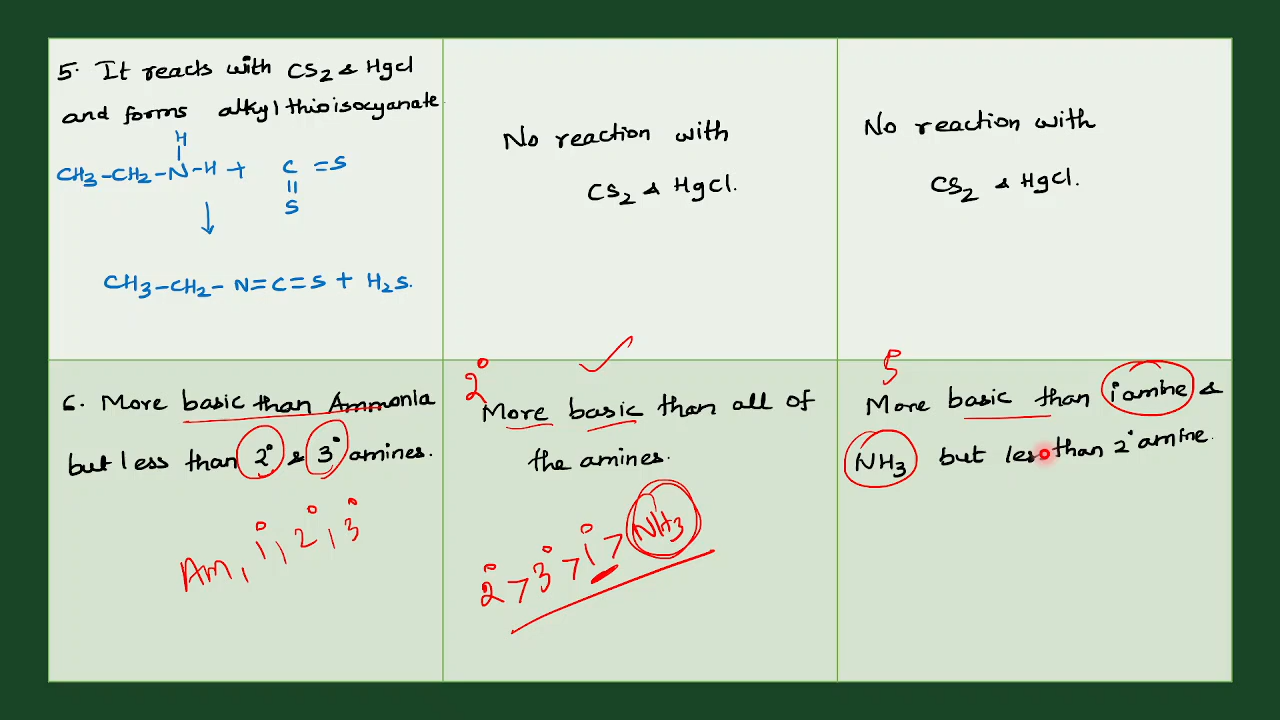 5. It reacts with CS2 & Hgcl
and forms alkyl thioisocyanate
H
CH3-CH2-N-H + C =S
S
CH3-CH2-N=C=S + H2S.
No reaction with
CS2 & Hgcl.
No reaction with
CS2 & Hgcl.
6. More basic than Ammonia
but less than 2° & 3° amines.
Am, 1°, 2°, 3°
2°
More basic than all of
the amines.
2° > 3° > 1° > NH3
More basic than i amine &
NH3 but less than 2° amine.